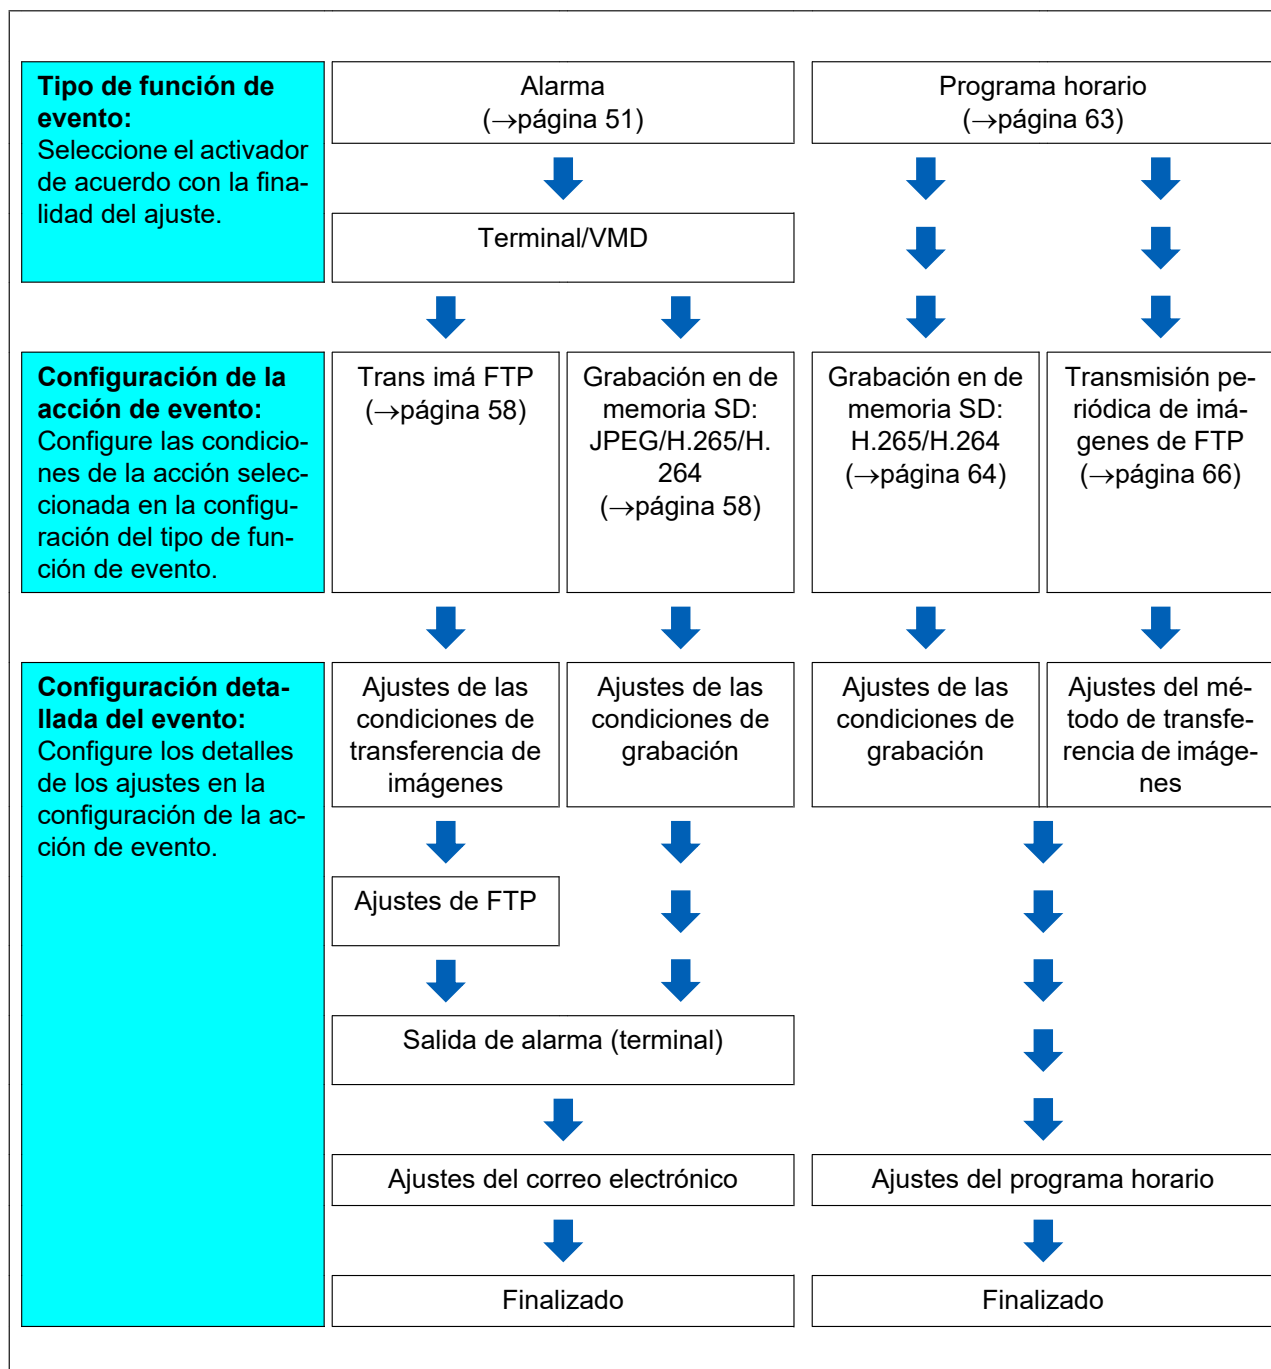 Tipo de función de
evento:
Seleccione el activador
de acuerdo con la fina-
lidad del ajuste.
Alarma
(→página 51)
Programa horario
(→página 63)
Terminal/VMD
Configuración de la
acción de evento:
Configure las condicio-
nes de la acción selec-
cionada en la configu-
ración del tipo de fun-
ción de evento.
Trans imá FTP
(→página 58)
Grabación en de
memoria SD:
JPEG/H.265/H.
264
(→página 58)
Grabación en de
memoria SD:
H.265/H.264
(→página 64)
Transmisión pe-
riódica de imá-
genes de FTP
(→página 66)
Configuración deta-
llada del evento:
Configure los detalles
de los ajustes en la
configuración de la ac-
ción de evento.
Ajustes de las
condiciones de
transferencia de
imágenes
Ajustes de las
condiciones de
grabación
Ajustes de las
condiciones de
grabación
Ajustes del mé-
todo de transfe-
rencia de imáge-
nes
Ajustes de FTP
Salida de alarma (terminal)
Ajustes del correo electrónico
Ajustes del programa horario
Finalizado
Finalizado